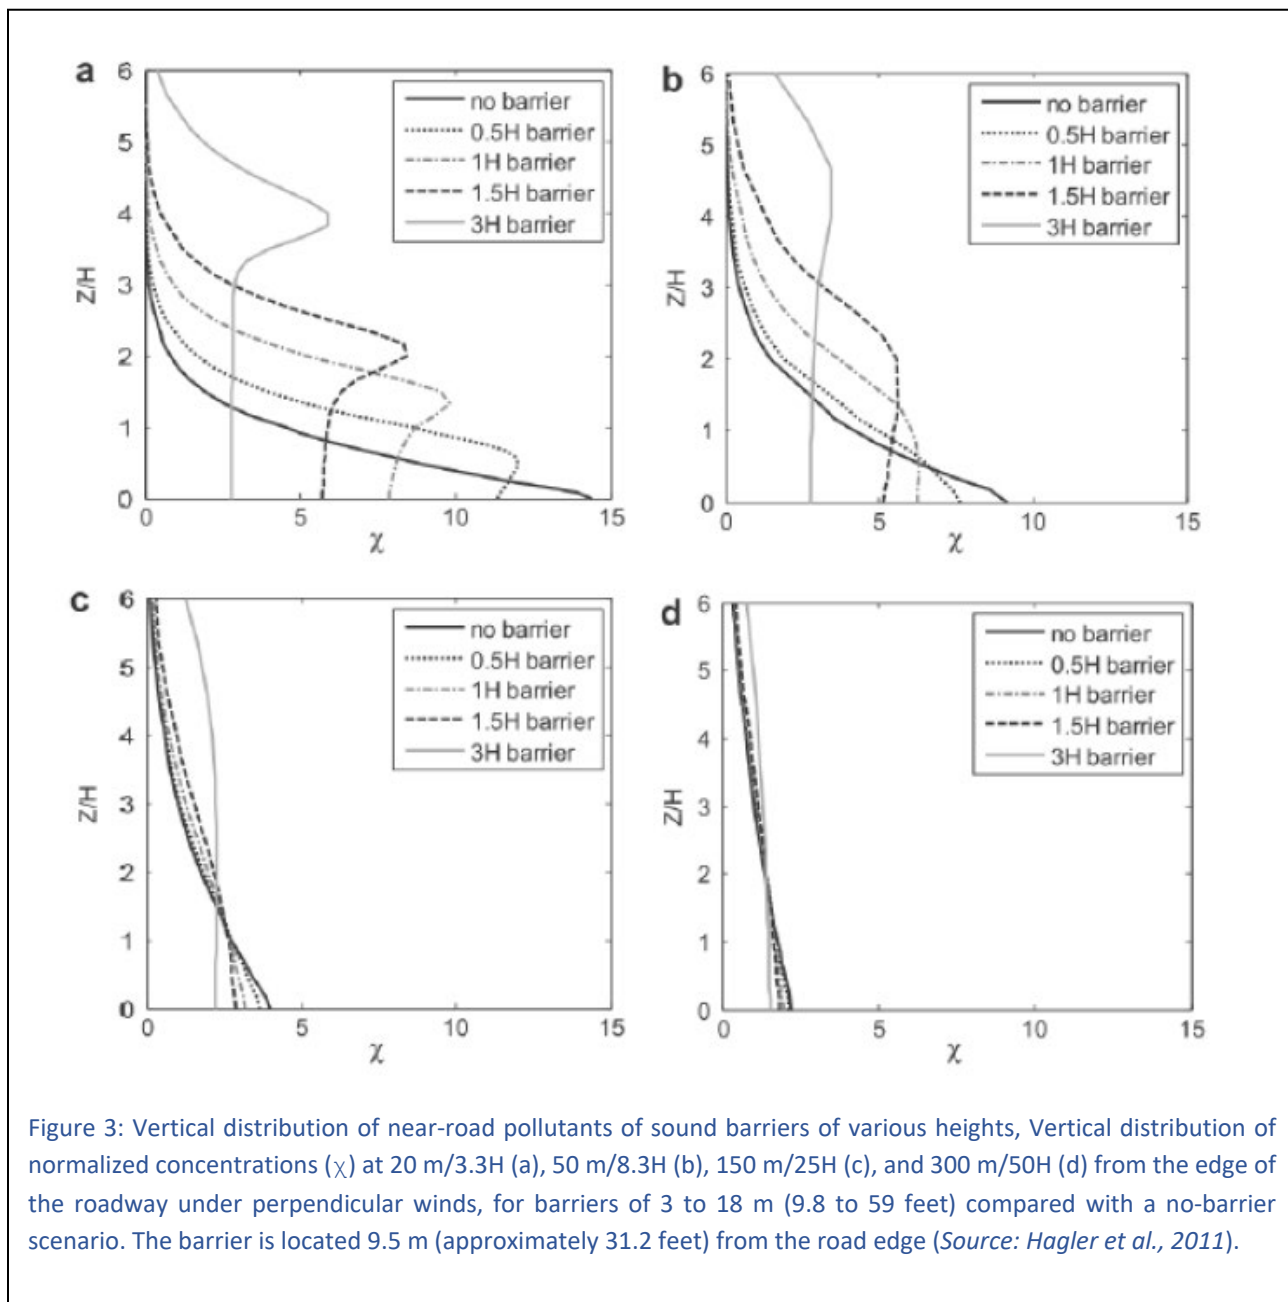 a
6
5
4
3
2
1
0
Z/H
0 5 10 15
χ
no barrier
0.5H barrier
1H barrier
1.5H barrier
3H barrier
b
6
5
4
3
2
1
0
Z/H
0 5 10 15
χ
no barrier
0.5H barrier
1H barrier
1.5H barrier
3H barrier
c
6
5
4
3
2
1
0
Z/H
0 5 10 15
χ
no barrier
0.5H barrier
1H barrier
1.5H barrier
3H barrier
d
6
5
4
3
2
1
0
Z/H
0 5 10 15
χ
no barrier
0.5H barrier
1H barrier
1.5H barrier
3H barrier
Figure 3: Vertical distribution of near-road pollutants of sound barriers of various heights, Vertical distribution of
normalized concentrations (χ) at 20 m/3.3H (a), 50 m/8.3H (b), 150 m/25H (c), and 300 m/50H (d) from the edge of
the roadway under perpendicular winds, for barriers of 3 to 18 m (9.8 to 59 feet) compared with a no-barrier
scenario. The barrier is located 9.5 m (approximately 31.2 feet) from the road edge (Source: Hagler et al., 2011).